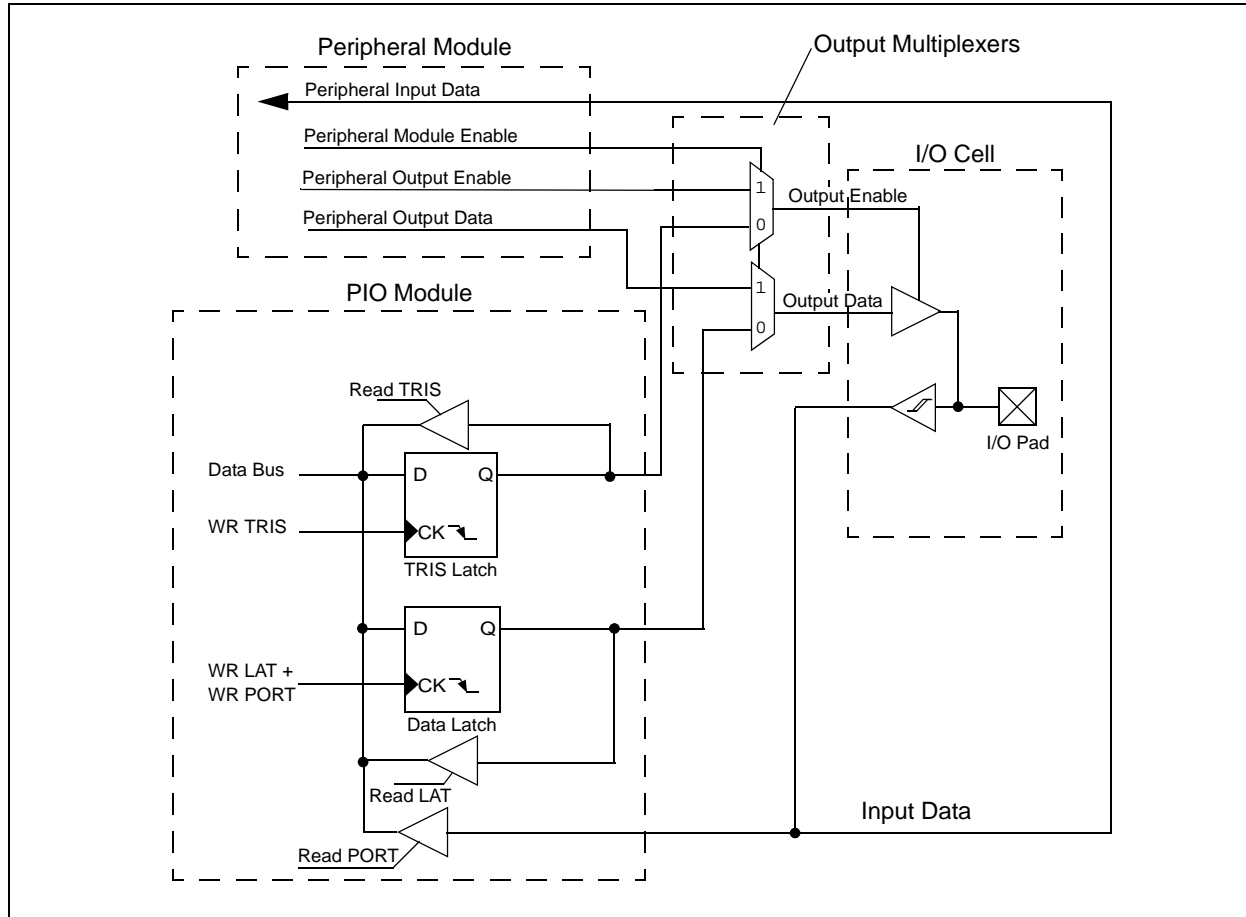 Peripheral Module
Output Multiplexers
Peripheral Input Data
Peripheral Module Enable
I/O Cell
Peripheral Output Enable
1
Output Enable
Peripheral Output Data
0
PIO Module
1
Output Data
0
Read TRIS
I/O Pad
Data Bus
D
Q
WR TRIS
CK
TRIS Latch
D
Q
WR LAT +
WR PORT
CK
Data Latch
Read LAT
Input Data
Read PORT